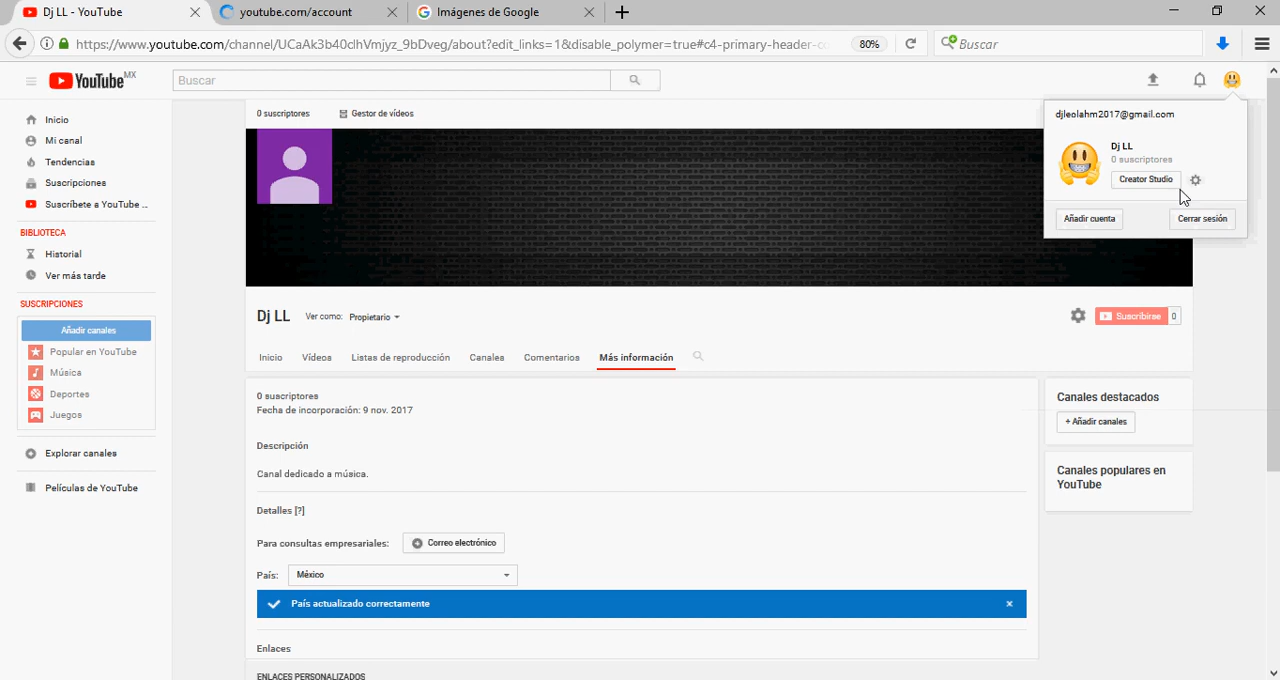 Dj LL - YouTube
youtube.com/account
Imágenes de Google
https://www.youtube.com/channel/UCaAk3b40clhVmjyz_9bDveg/about?edit_links=1&disable_polymer=true#c4-primary-header-co
80%
Buscar
YouTube MX
Buscar
Inicio
Mi canal
Tendencias
Suscripciones
Suscríbete a YouTube ...
BIBLIOTECA
Historial
Ver más tarde
SUSCRIPCIONES
Añadir canales
Popular en YouTube
Música
Deportes
Juegos
Explorar canales
Películas de YouTube
0 suscriptores
Gestor de vídeos
djleolahm2017@gmail.com
Dj LL
0 suscriptores
Creator Studio
Añadir cuenta
Cerrar sesión
Dj LL
Ver como: Propietario
Suscribirse 0
Inicio
Vídeos
Listas de reproducción
Canales
Comentarios
Más información
0 suscriptores
Fecha de incorporación: 9 nov. 2017
Descripción
Canal dedicado a música.
Detalles [?]
Para consultas empresariales:
Correo electrónico
País:
México
País actualizado correctamente
Enlaces
ENLACES PERSONALIZADOS
Canales destacados
+ Añadir canales
Canales populares en
YouTube